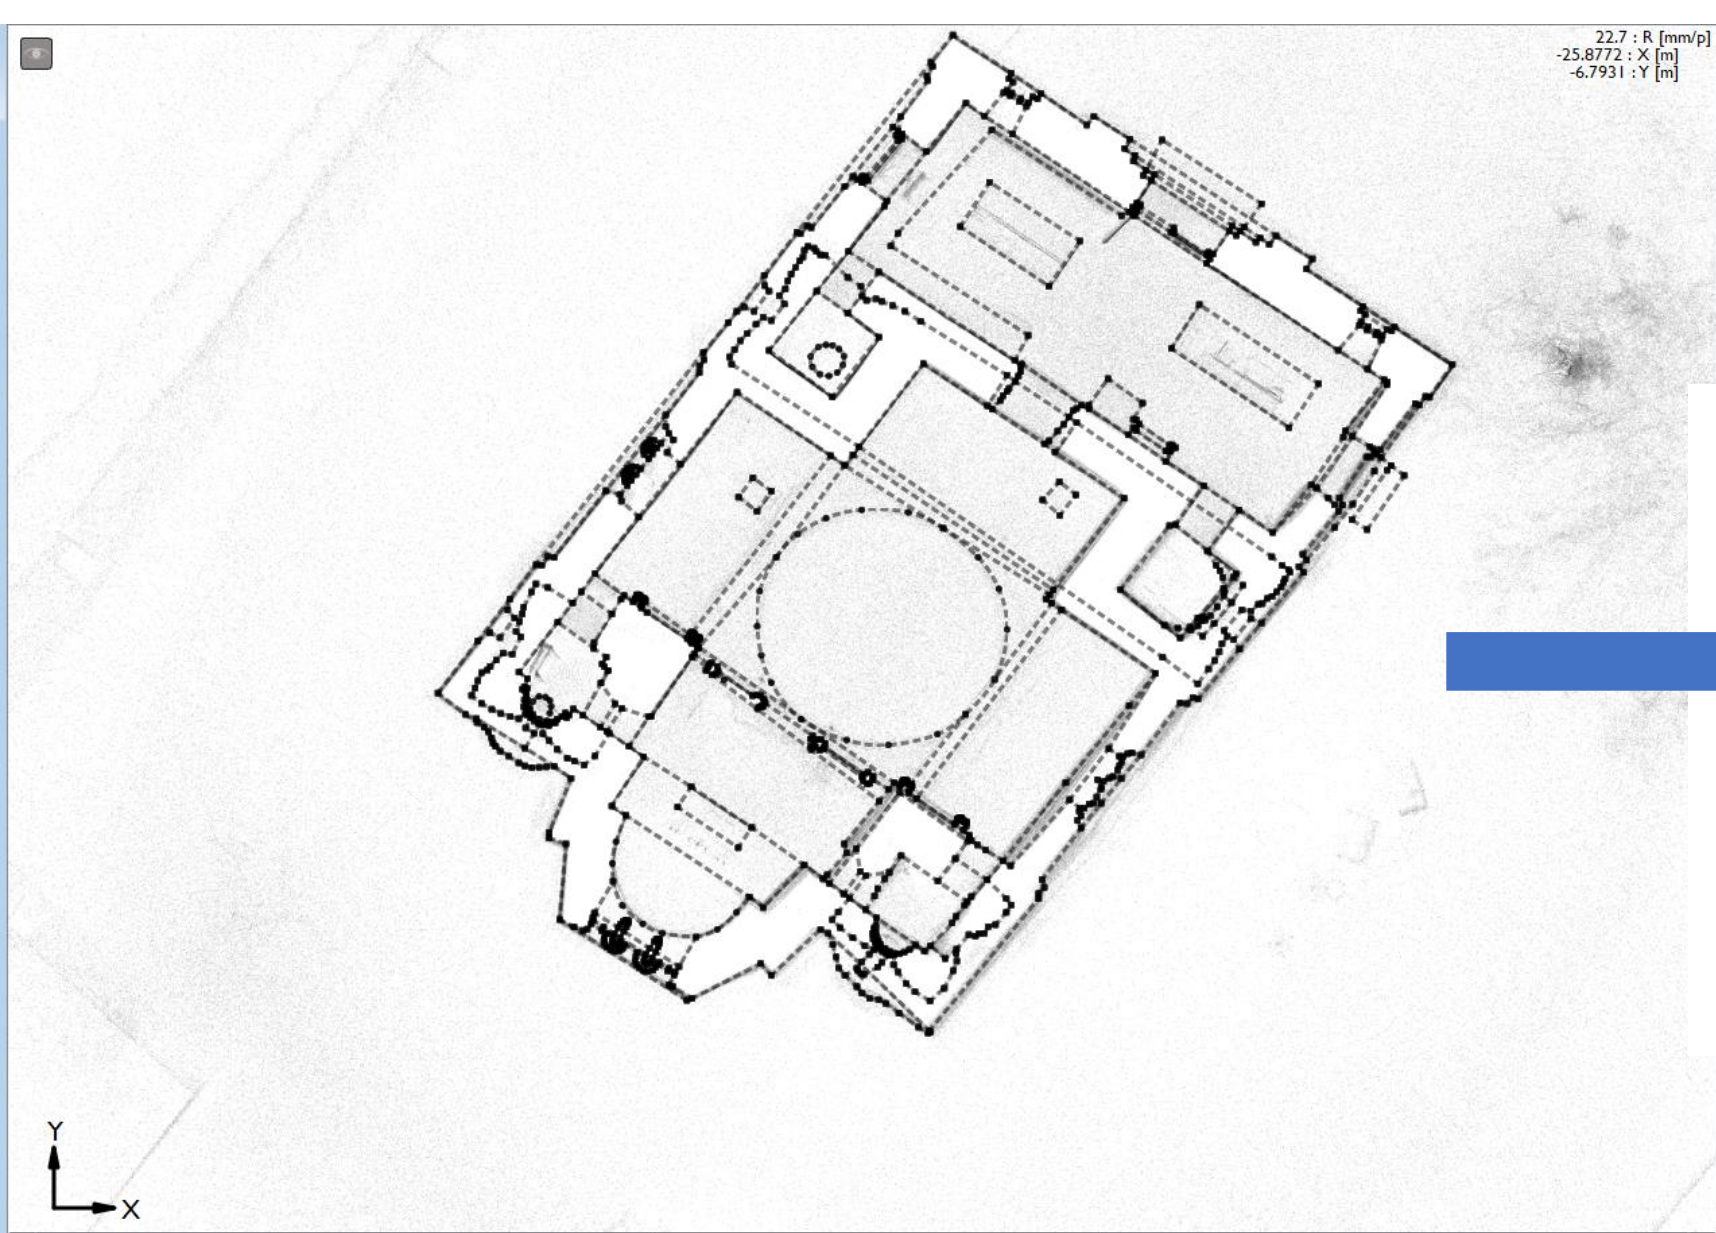 22.7 : R [mm/p]
-25.8772 : X [m]
-6.7931 : Y [m]
Y
X